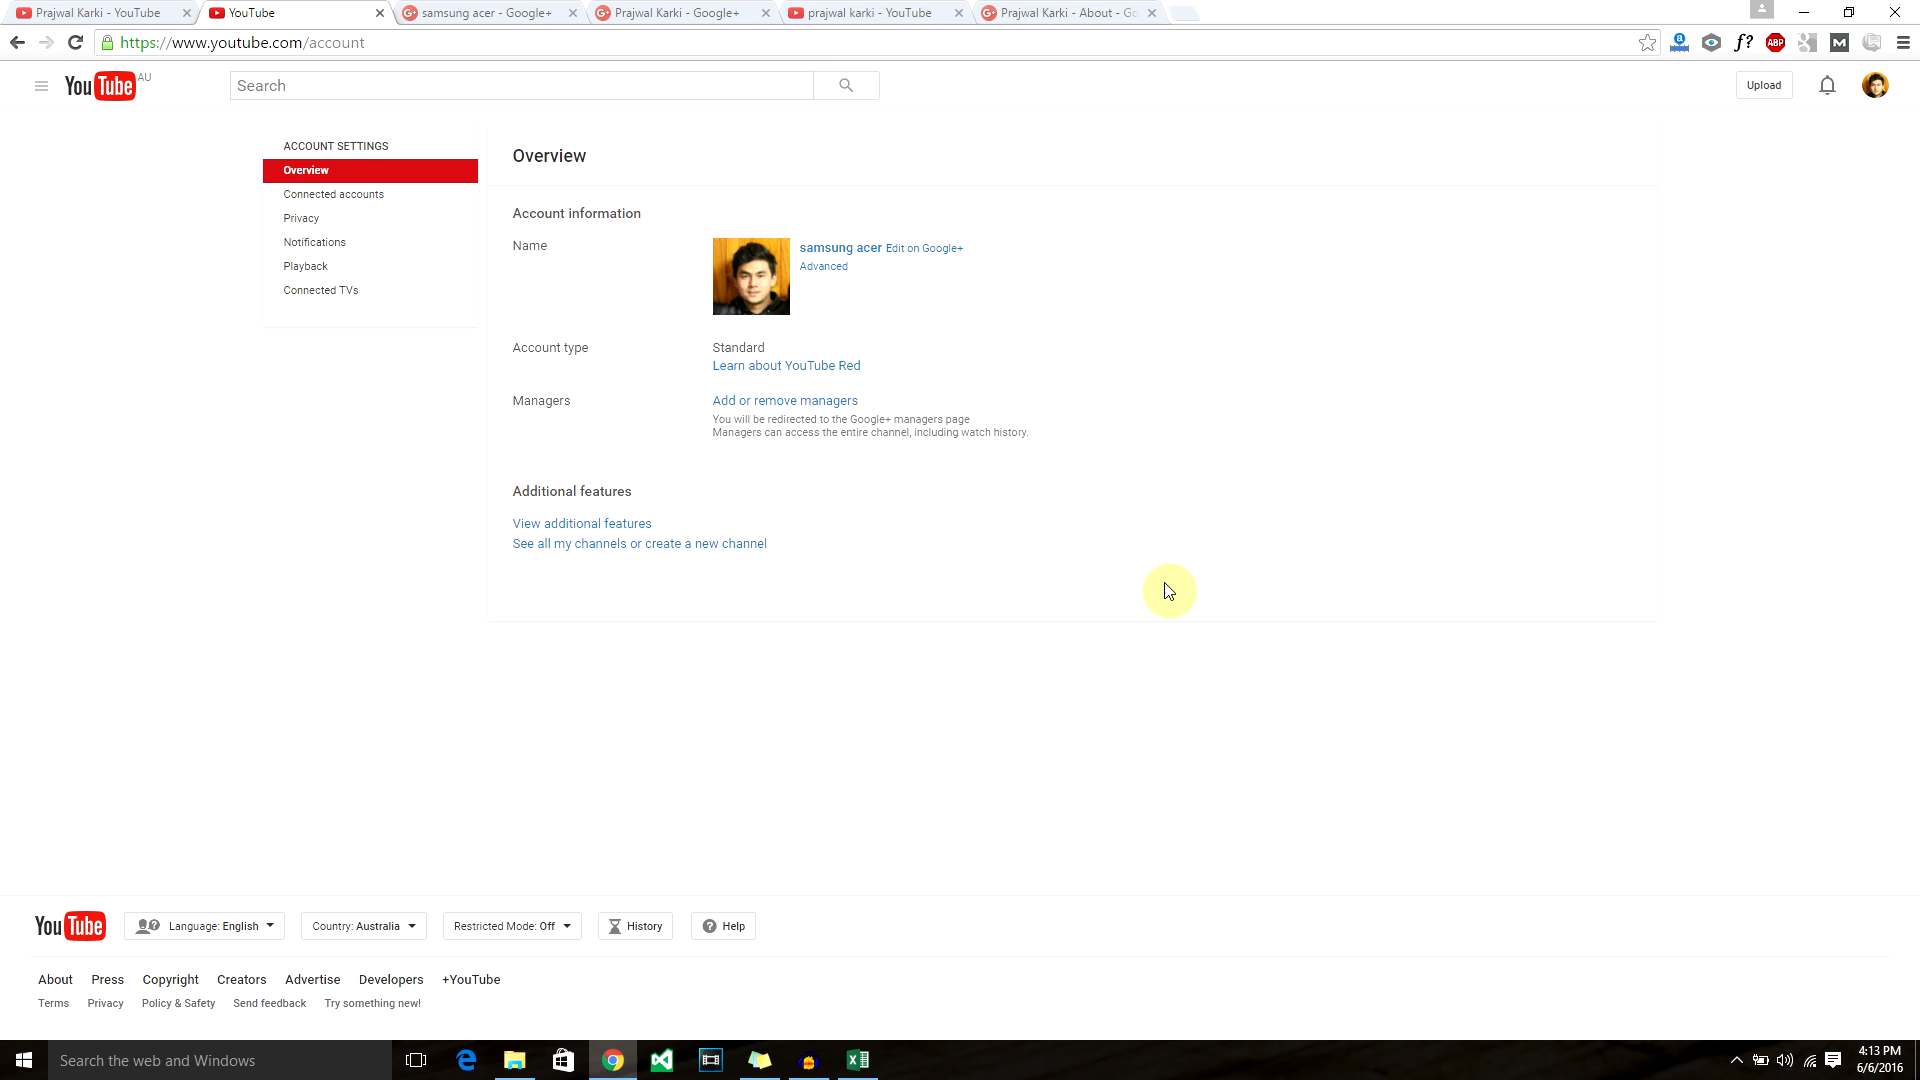 Prajwal Karki - YouTube
YouTube
samsung acer - Google+
Prajwal Karki - Google+
prajwal karki - YouTube
Prajwal Karki - About - Go
https://www.youtube.com/account
f?
ABP
M
YouTube AU
Search
Upload
ACCOUNT SETTINGS
Overview
Connected accounts
Privacy
Notifications
Playback
Connected TVs
Overview
Account information
Name
samsung acer Edit on Google+
Advanced
Account type
Standard
Learn about YouTube Red
Managers
Add or remove managers
You will be redirected to the Google+ managers page
Managers can access the entire channel, including watch history.
Additional features
View additional features
See all my channels or create a new channel
YouTube
Language: English
Country: Australia
Restricted Mode: Off
History
Help
About Press Copyright Creators Advertise Developers +YouTube
Terms Privacy Policy & Safety Send feedback Try something new!
Search the web and Windows
4:13 PM
6/6/2016